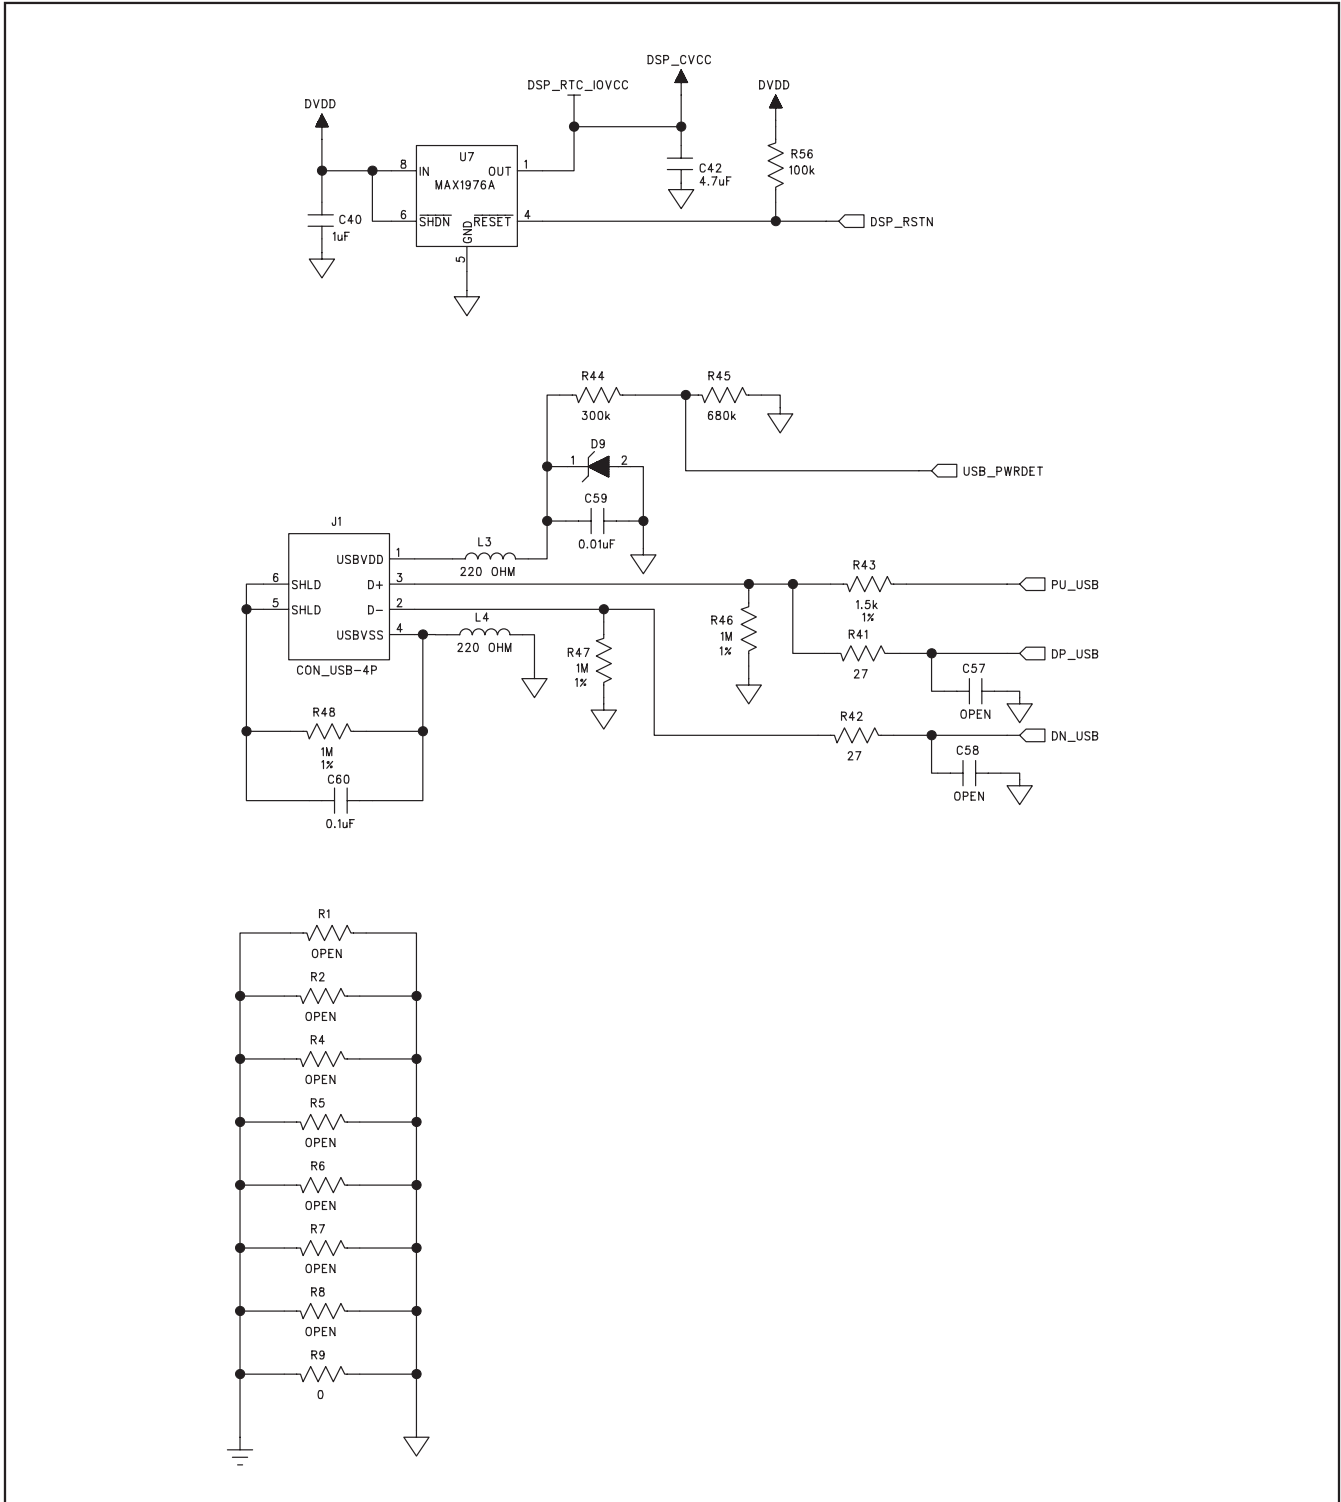 DSP_CVCC
DSP_RTC_IOVCC
DVDD
DVDD
U7
MAX1976A
8
IN
OUT
1
6
SHDN
RESET
4
GND
5
C40
1uF
C42
4.7uF
R56
100k
DSP_RSTN
R44
300k
R45
680k
D9
1
2
USB_PWRDET
C59
0.01uF
J1
USBVDD
1
L3
220 OHM
6
SHLD
D+
3
5
SHLD
D-
2
USBVSS
4
L4
220 OHM
CON_USB-4P
R43
1.5k
1%
PU_USB
R46
1M
1%
R41
27
DP_USB
R47
1M
1%
C57
OPEN
R48
1M
1%
R42
27
DN_USB
C58
OPEN
C60
0.1uF
R1
OPEN
R2
OPEN
R4
OPEN
R5
OPEN
R6
OPEN
R7
OPEN
R8
OPEN
R9
0